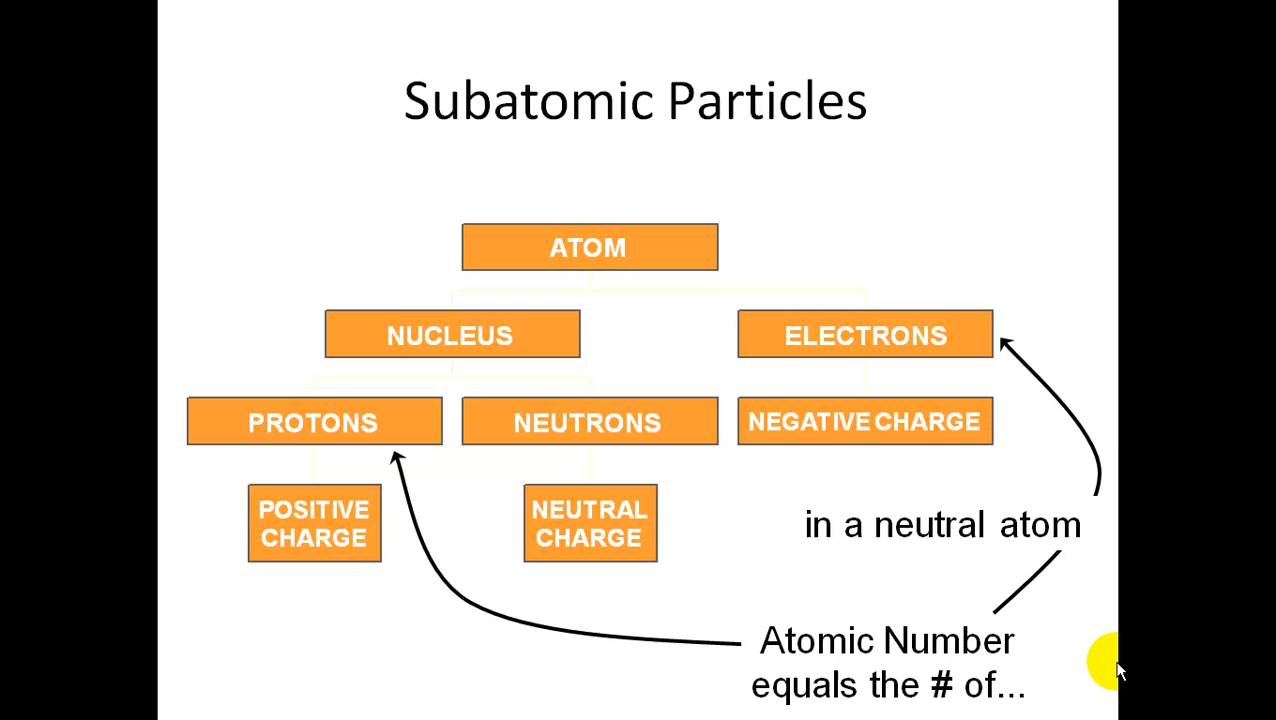 Subatomic Particles
ATOM
NUCLEUS
ELECTRONS
PROTONS
NEUTRONS
NEGATIVE CHARGE
POSITIVE
CHARGE
NEUTRAL
CHARGE
in a neutral atom
Atomic Number
equals the # of...